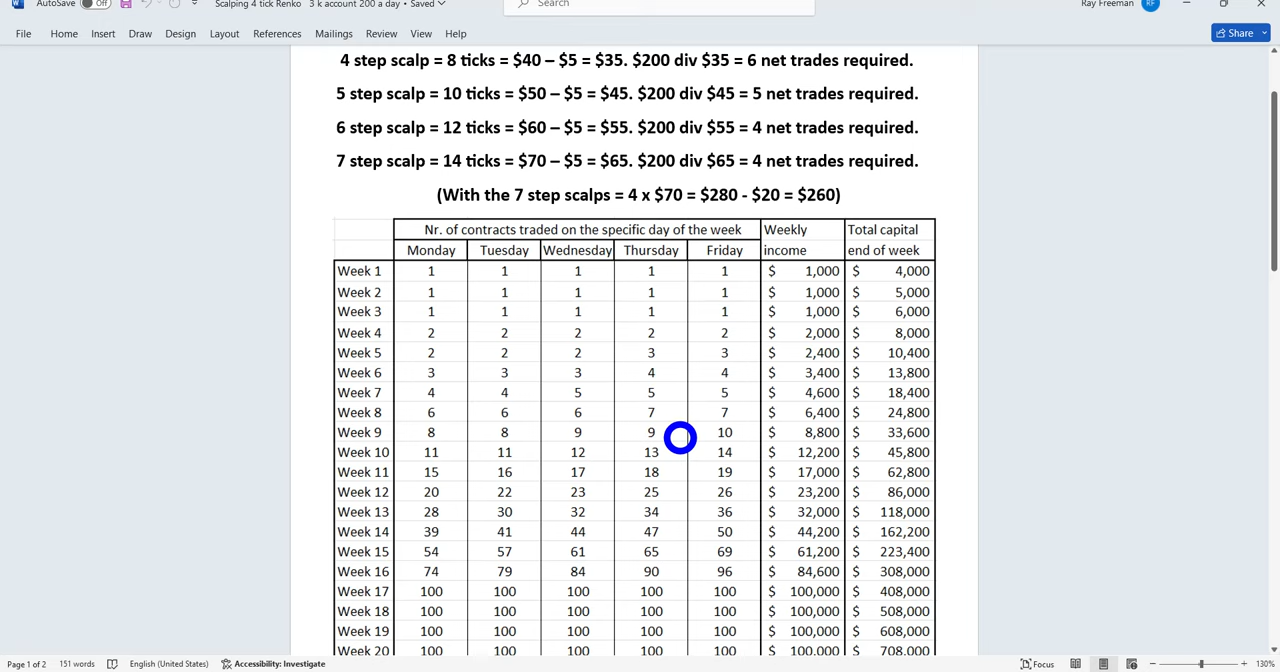 AutoSave Off Scalping 4 tick Renko 3 k account 200 a day • Saved Search Ray Freeman RF
File Home Insert Draw Design Layout References Mailings Review View Help Share
4 step scalp = 8 ticks = $40 – $5 = $35. $200 div $35 = 6 net trades required.
5 step scalp = 10 ticks = $50 – $5 = $45. $200 div $45 = 5 net trades required.
6 step scalp = 12 ticks = $60 – $5 = $55. $200 div $55 = 4 net trades required.
7 step scalp = 14 ticks = $70 – $5 = $65. $200 div $65 = 4 net trades required.
(With the 7 step scalps = 4 x $70 = $280 - $20 = $260)
Nr. of contracts traded on the specific day of the week Weekly Total capital
Monday Tuesday Wednesday Thursday Friday income end of week
Week 1 1 1 1 1 1 $ 1,000 $ 4,000
Week 2 1 1 1 1 1 $ 1,000 $ 5,000
Week 3 1 1 1 1 1 $ 1,000 $ 6,000
Week 4 2 2 2 2 2 $ 2,000 $ 8,000
Week 5 2 2 2 3 3 $ 2,400 $ 10,400
Week 6 3 3 3 4 4 $ 3,400 $ 13,800
Week 7 4 4 5 5 5 $ 4,600 $ 18,400
Week 8 6 6 6 7 7 $ 6,400 $ 24,800
Week 9 8 8 9 9 10 $ 8,800 $ 33,600
Week 10 11 11 12 13 14 $ 12,200 $ 45,800
Week 11 15 16 17 18 19 $ 17,000 $ 62,800
Week 12 20 22 23 25 26 $ 23,200 $ 86,000
Week 13 28 30 32 34 36 $ 32,000 $ 118,000
Week 14 39 41 44 47 50 $ 44,200 $ 162,200
Week 15 54 57 61 65 69 $ 61,200 $ 223,400
Week 16 74 79 84 90 96 $ 84,600 $ 308,000
Week 17 100 100 100 100 100 $ 100,000 $ 408,000
Week 18 100 100 100 100 100 $ 100,000 $ 508,000
Week 19 100 100 100 100 100 $ 100,000 $ 608,000
Week 20 100 100 100 100 100 $ 100,000 $ 708,000
Page 1 of 2 151 words English (United States) Accessibility: Investigate Focus 130%